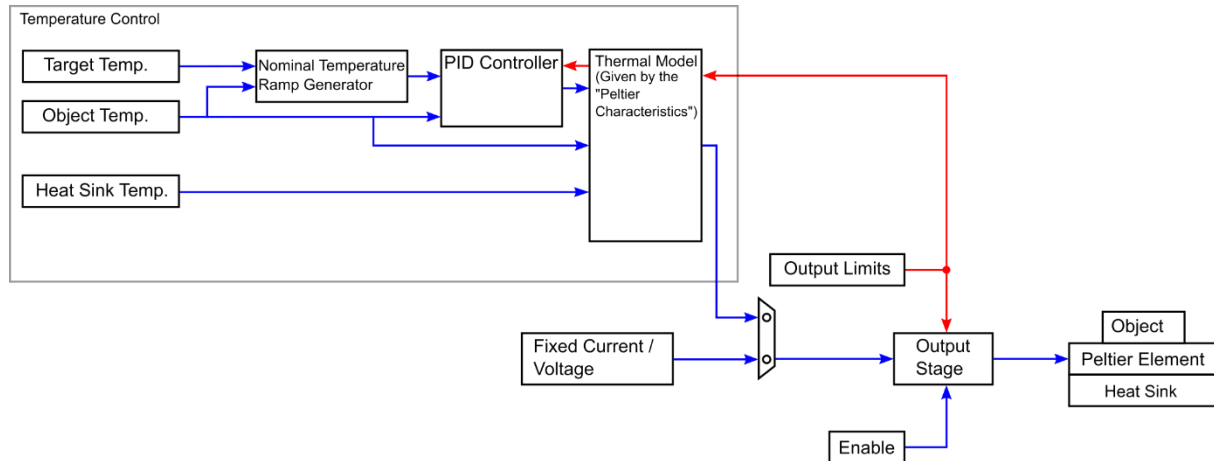 Temperature Control
Target Temp.
Object Temp.
Heat Sink Temp.
Nominal Temperature
Ramp Generator
PID Controller
Thermal Model
(Given by the
"Peltier
Characteristics")
Output Limits
Fixed Current /
Voltage
Output
Stage
Enable
Object
Peltier Element
Heat Sink